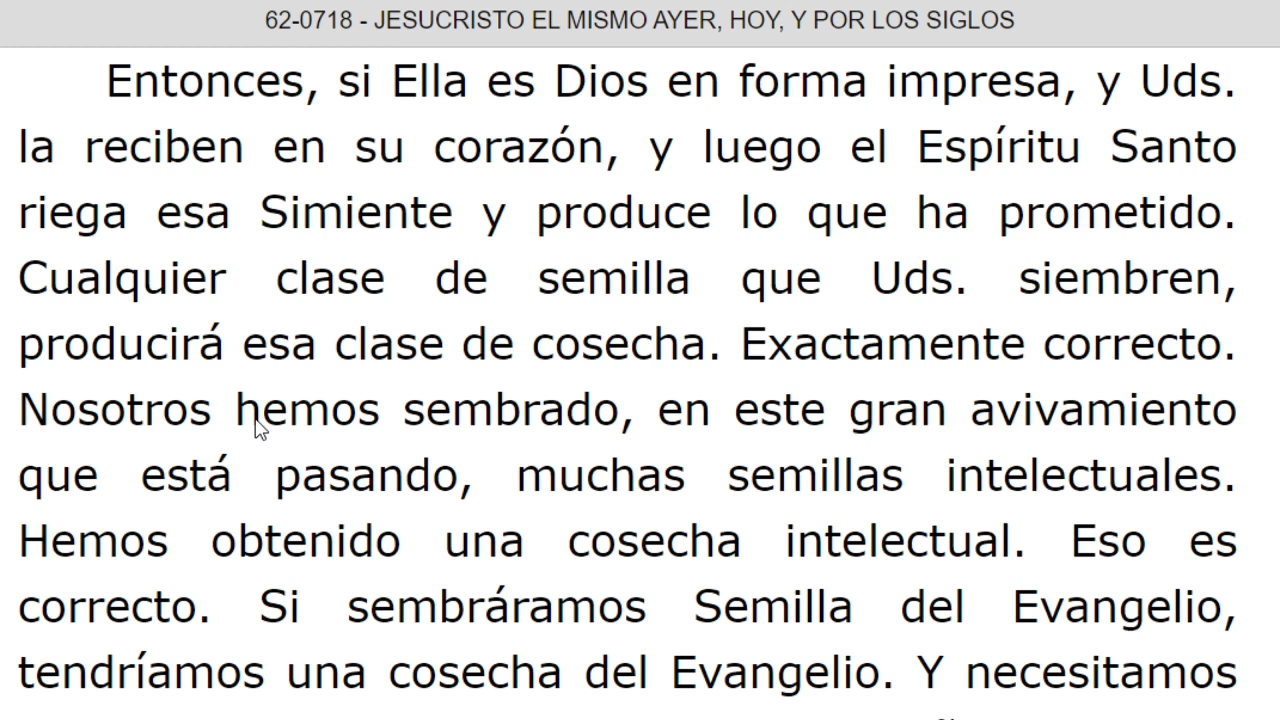 62-0718 - JESUCRISTO EL MISMO AYER, HOY, Y POR LOS SIGLOS
Entonces, si Ella es Dios en forma impresa, y Uds.
la reciben en su corazón, y luego el Espíritu Santo
riega esa Simiente y produce lo que ha prometido.
Cualquier clase de semilla que Uds. siembren,
producirá esa clase de cosecha. Exactamente correcto.
Nosotros hemos sembrado, en este gran avivamiento
que está pasando, muchas semillas intelectuales.
Hemos obtenido una cosecha intelectual. Eso es
correcto. Si sembráramos Semilla del Evangelio,
tendríamos una cosecha del Evangelio. Y necesitamos